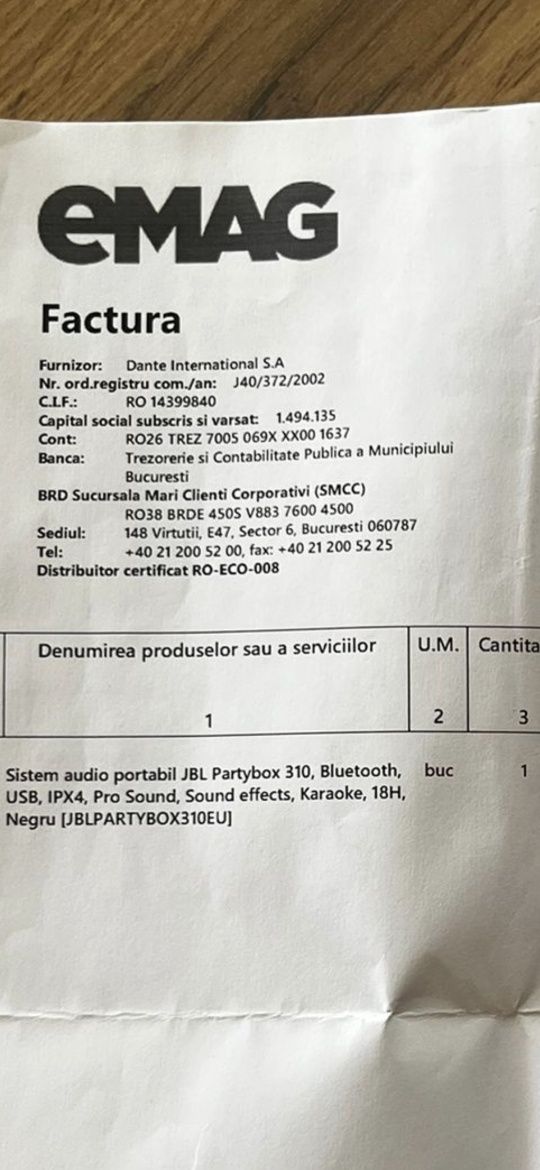 eMAG
Factura
Furnizor: Dante International S.A
Nr. ord.registru com./an: J40/372/2002
C.I.F.: RO 14399840
Capital social subscris si varsat: 1.494.135
Cont: RO26 TREZ 7005 069X XX00 1637
Banca: Trezorerie si Contabilitate Publica a Municipiului
Bucuresti
BRD Sucursala Mari Clienti Corporativi (SMCC)
RO38 BRDE 450S V883 7600 4500
Sediul: 148 Virtutii, E47, Sector 6, Bucuresti 060787
Tel: +40 21 200 52 00, fax: +40 21 200 52 25
Distribuitor certificat RO-ECO-008
Denumirea produselor sau a serviciilor U.M. Cantita
1 2 3
Sistem audio portabil JBL Partybox 310, Bluetooth, buc 1
USB, IPX4, Pro Sound, Sound effects, Karaoke, 18H,
Negru [JBLPARTYBOX310EU]